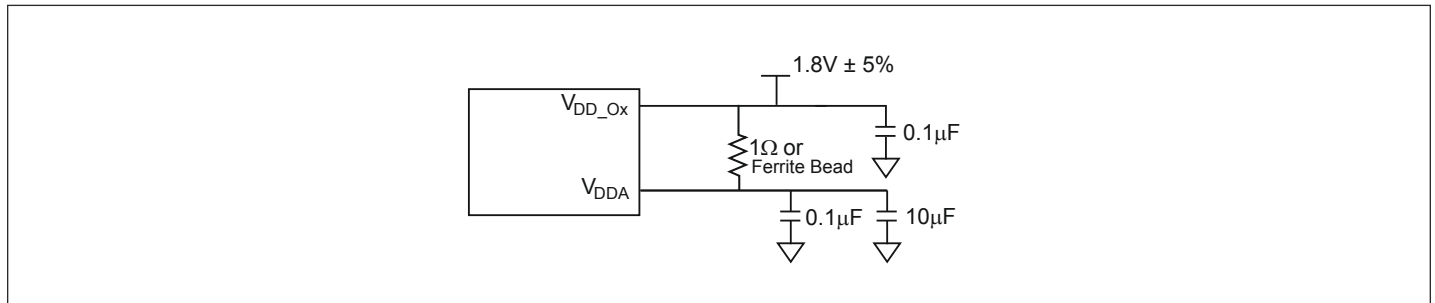 1.8V ± 5%
V_DD_Ox
0.1μF
1Ω or
Ferrite Bead
V_DDA
0.1μF
10μF